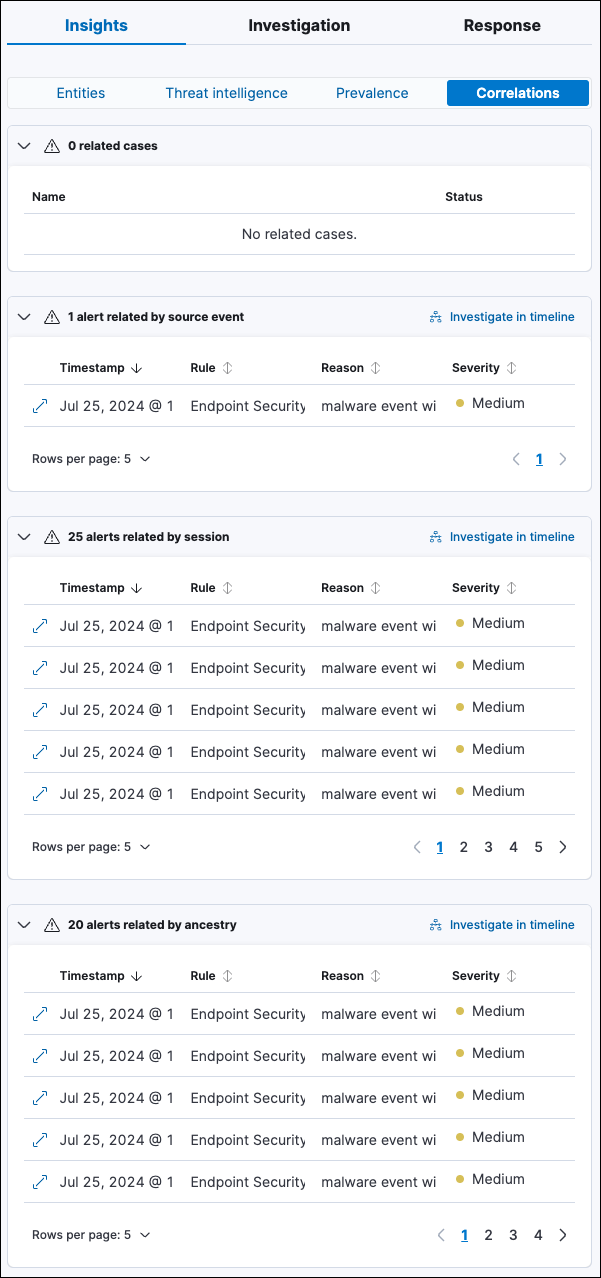 Insights Investigation Response
Entities Threat intelligence Prevalence Correlations
0 related cases
Name Status
No related cases.
1 alert related by source event Investigate in timeline
Timestamp Rule Reason Severity
Jul 25, 2024 @ 1 Endpoint Security malware event wi Medium
Rows per page: 5 1
25 alerts related by session Investigate in timeline
Timestamp Rule Reason Severity
Jul 25, 2024 @ 1 Endpoint Security malware event wi Medium
Jul 25, 2024 @ 1 Endpoint Security malware event wi Medium
Jul 25, 2024 @ 1 Endpoint Security malware event wi Medium
Jul 25, 2024 @ 1 Endpoint Security malware event wi Medium
Jul 25, 2024 @ 1 Endpoint Security malware event wi Medium
Rows per page: 5 1 2 3 4 5
20 alerts related by ancestry Investigate in timeline
Timestamp Rule Reason Severity
Jul 25, 2024 @ 1 Endpoint Security malware event wi Medium
Jul 25, 2024 @ 1 Endpoint Security malware event wi Medium
Jul 25, 2024 @ 1 Endpoint Security malware event wi Medium
Jul 25, 2024 @ 1 Endpoint Security malware event wi Medium
Jul 25, 2024 @ 1 Endpoint Security malware event wi Medium
Rows per page: 5 1 2 3 4